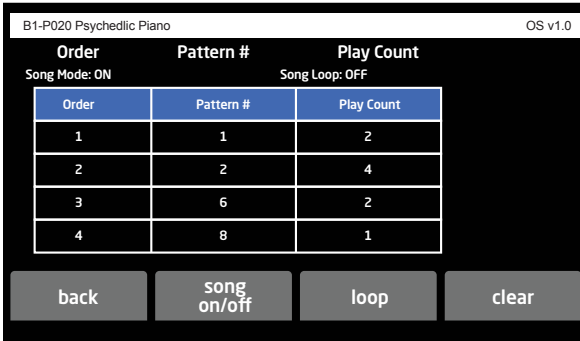 B1-P020 Psychedlic Piano OS v1.0
Order Pattern # Play Count
Song Mode: ON Song Loop: OFF
Order Pattern # Play Count
1 1 2
2 2 4
3 6 2
4 8 1
back song on/off loop clear